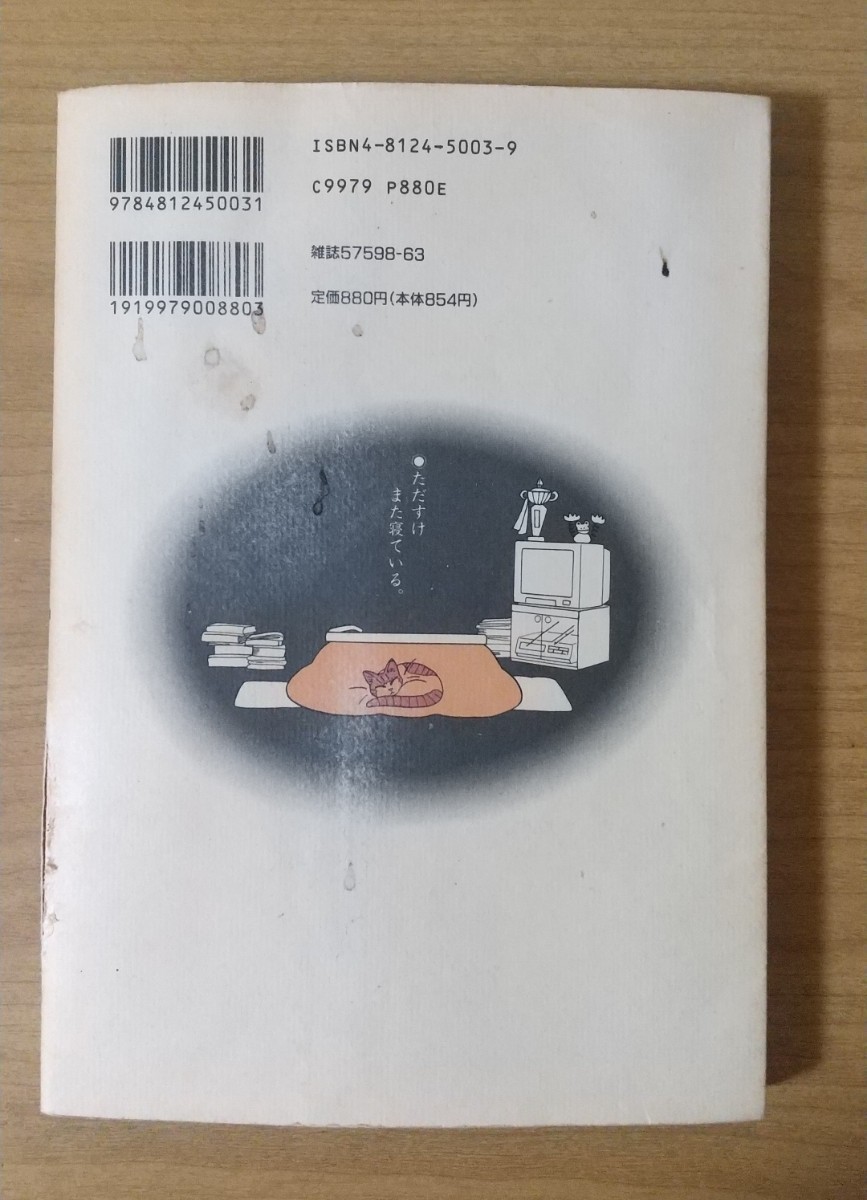 ISBN4-8124-5003-9
9784812450031
C9979 P880E
雑誌57598-63
1919979008803
定価880円(本体854円)
●ただすけ
また寝ている。